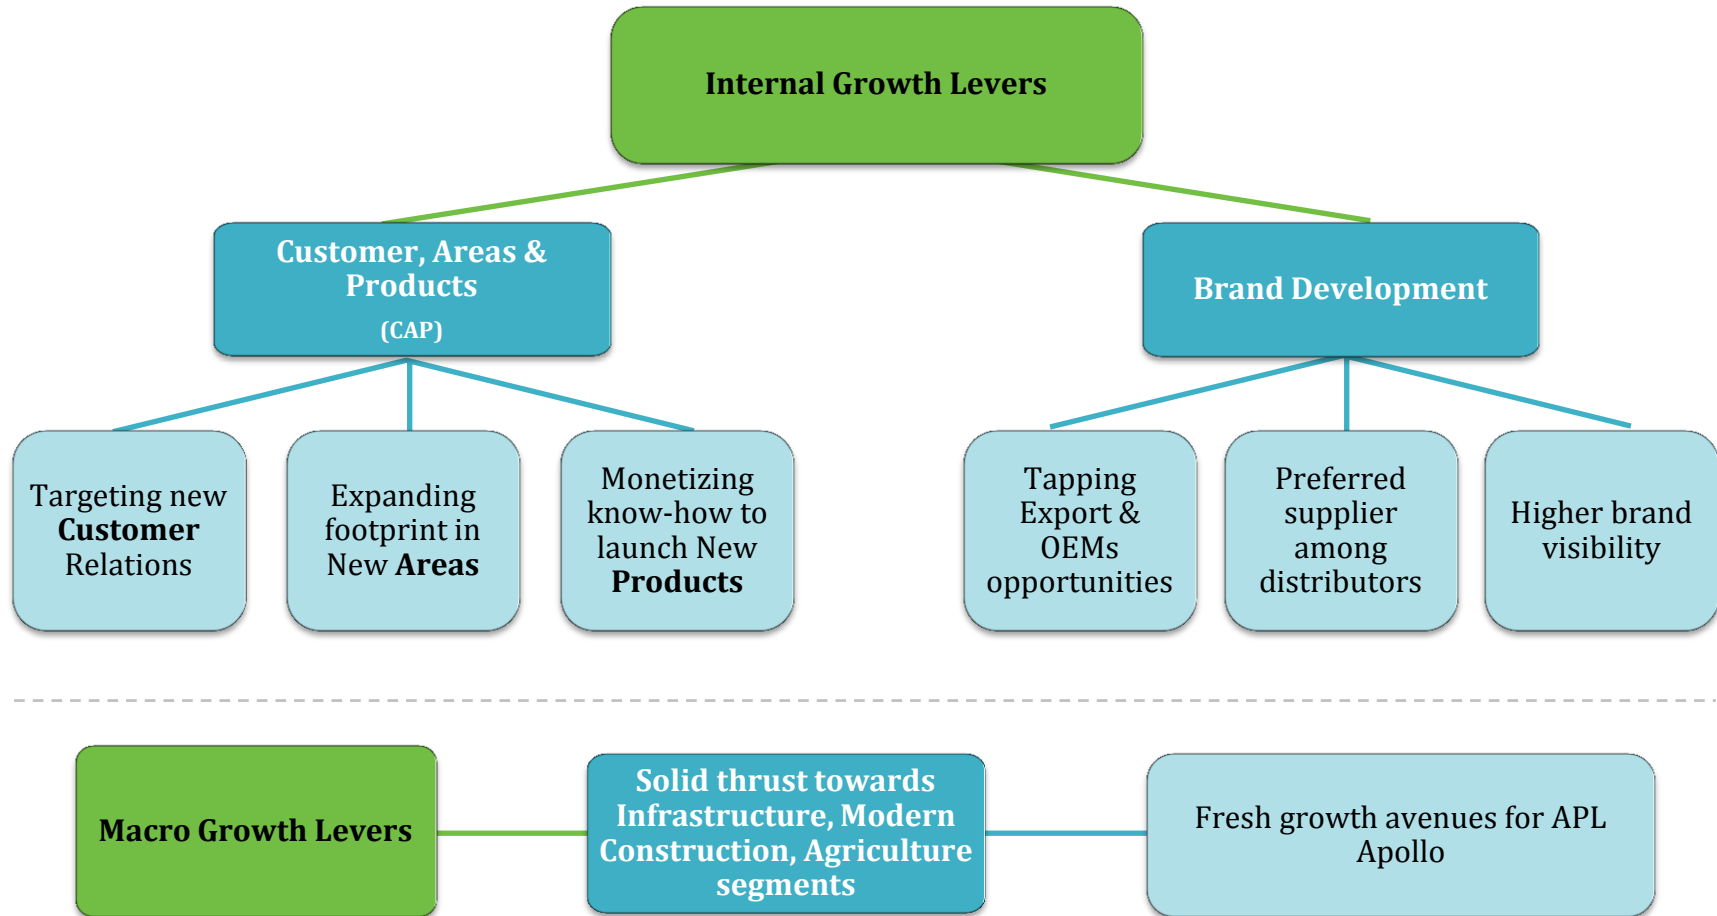 Internal Growth Levers
Customer, Areas &
Products
(CAP)
Brand Development
Targeting new
Customer
Relations
Expanding
footprint in
New Areas
Monetizing
know-how to
launch New
Products
Tapping
Export &
OEMs
opportunities
Preferred
supplier
among
distributors
Higher brand
visibility
Macro Growth Levers
Solid thrust towards
Infrastructure, Modern
Construction, Agriculture
segments
Fresh growth avenues for APL
Apollo